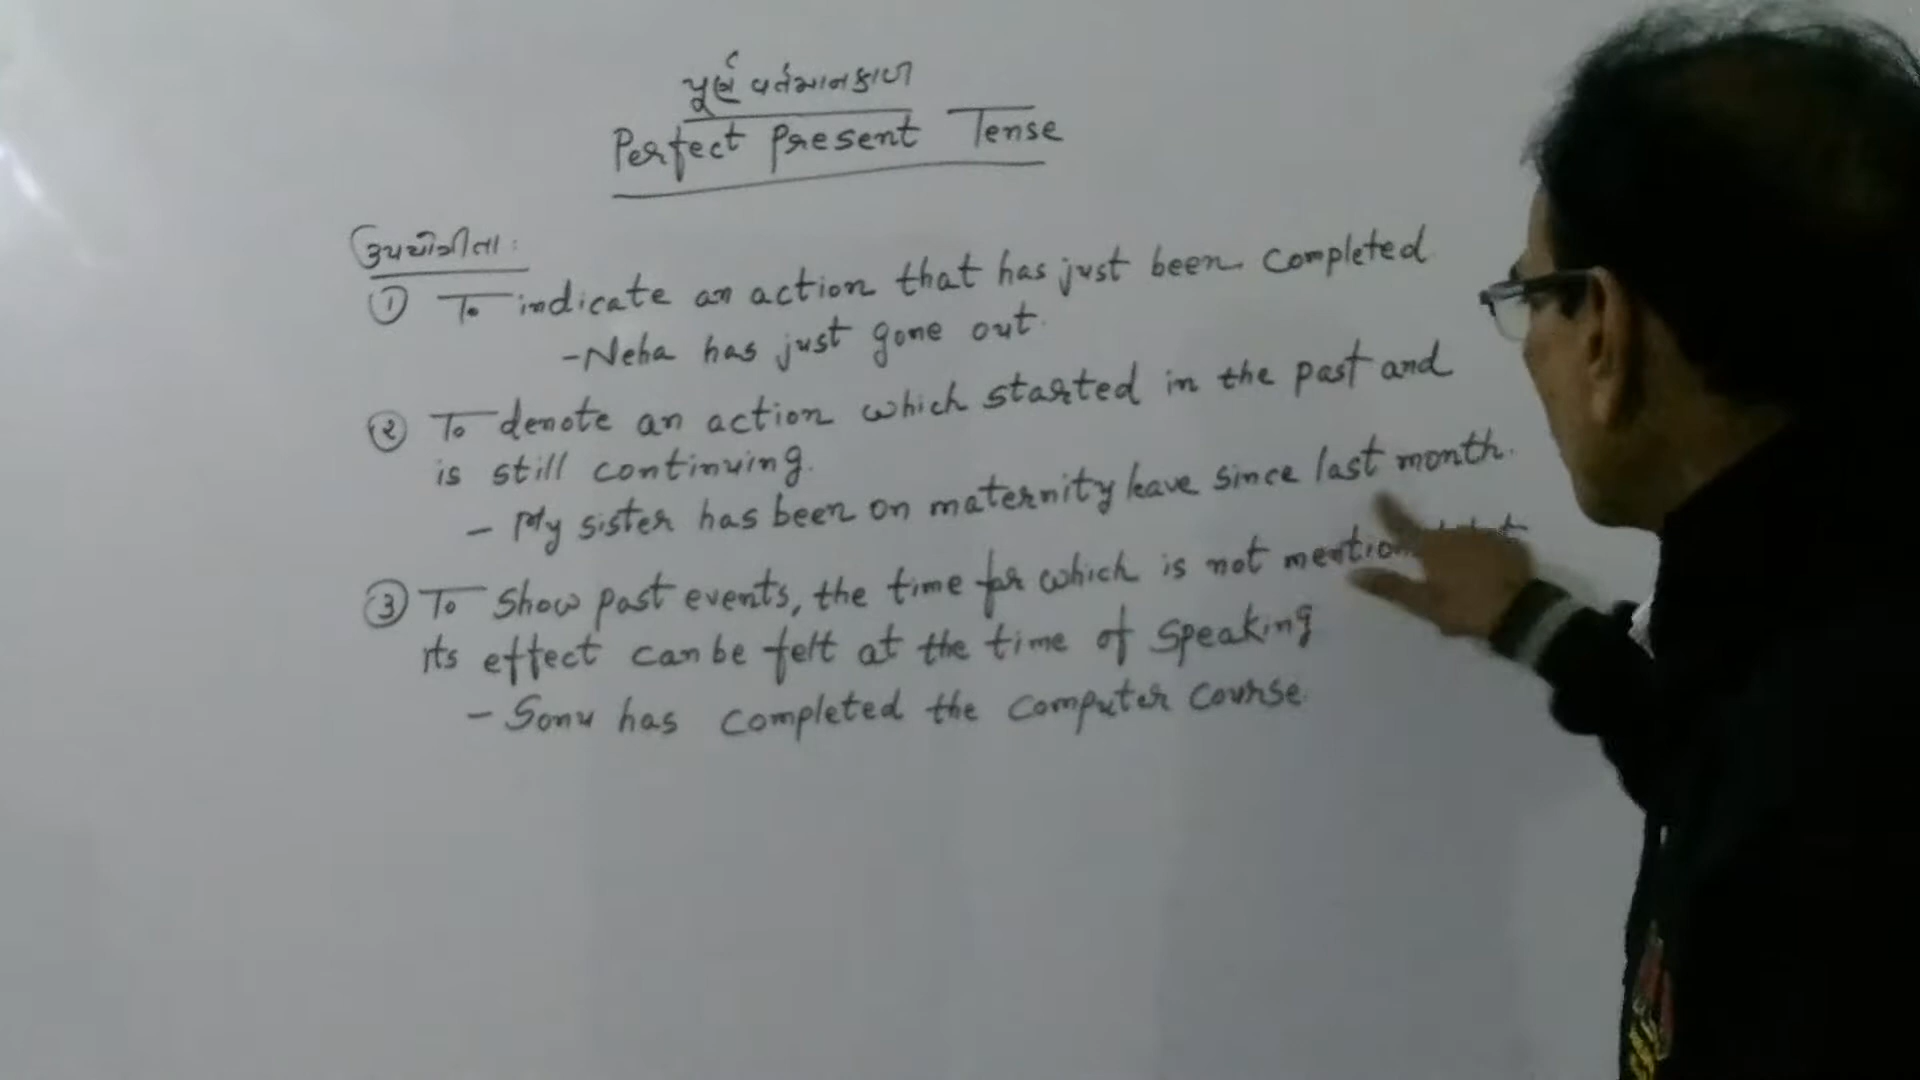 પૂર્ણ વર્તમાનકાળ
Perfect Present Tense
ઉપયોગીતા:
① To indicate an action that has just been completed
-Neha has just gone out.
② To denote an action which started in the past and
is still continuing.
- My sister has been on maternity leave since last month.
③ To Show past events, the time for which is not
its effect can be felt at the time of speaking
- Sonu has completed the computer course.